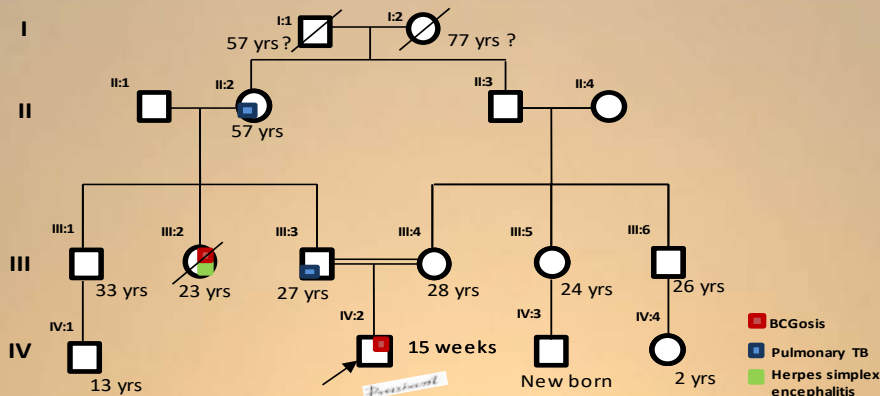 I
I:1
I:2
57 yrs ?
77 yrs ?
II
II:1
II:2
II:3
II:4
57 yrs
III
III:1
III:2
III:3
III:4
III:5
III:6
33 yrs
23 yrs
27 yrs
28 yrs
24 yrs
26 yrs
IV
IV:1
IV:2
IV:3
IV:4
13 yrs
15 weeks
New born
2 yrs
BCGosis
Pulmonary TB
Herpes simplex
encephalitis